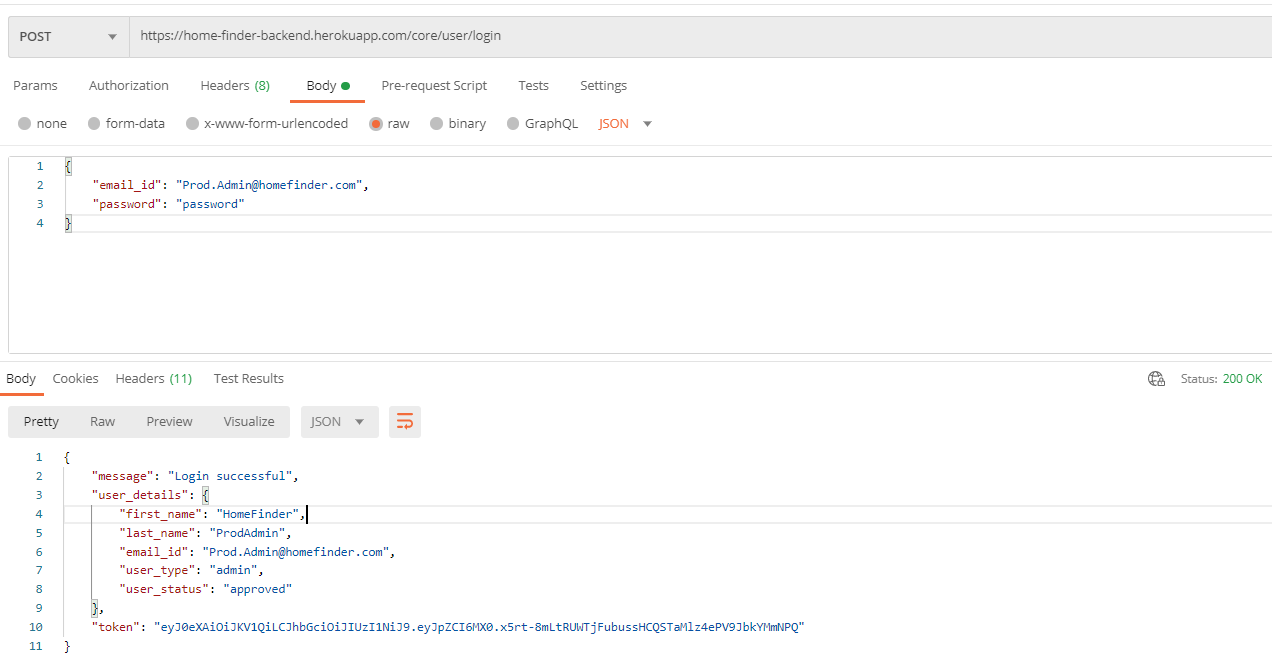 POST https://home-finder-backend.herokuapp.com/core/user/login
Params Authorization Headers (8) Body Pre-request Script Tests Settings
none form-data x-www-form-urlencoded raw binary GraphQL JSON
1 {
2 "email_id": "Prod.Admin@homefinder.com",
3 "password": "password"
4 }
Body Cookies Headers (11) Test Results Status: 200 OK
Pretty Raw Preview Visualize JSON
1 {
2 "message": "Login successful",
3 "user_details": {
4 "first_name": "HomeFinder",
5 "last_name": "ProdAdmin",
6 "email_id": "Prod.Admin@homefinder.com",
7 "user_type": "admin",
8 "user_status": "approved"
9 },
10 "token": "eyJ0eXAiOiJKV1QiLCJhbGciOiJIUzI1NiJ9.eyJpZCI6MX0.x5rt-8mLtRUWTjFubussHCQSTaMlz4ePV9JbkYMmNPQ"
11 }